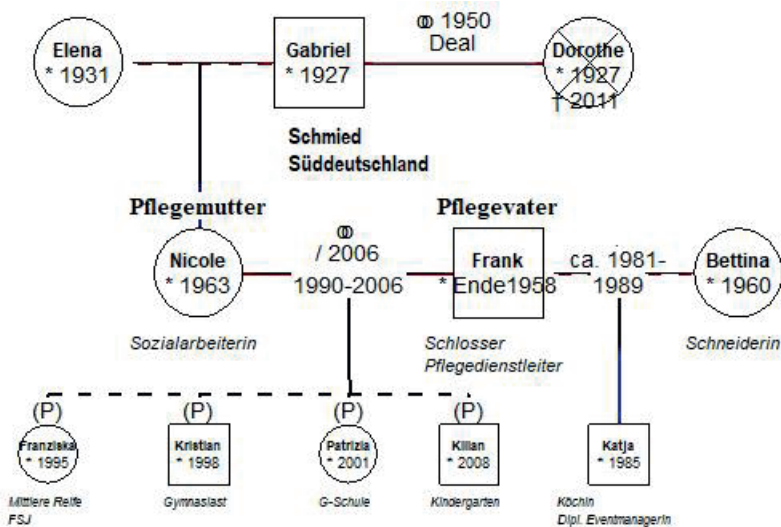 Elena
* 1931
Gabriel
* 1927
⚭ 1950
Deal
Dorothe
* 1927
† 2011
Schmied
Süddeutschland
Pflegemutter
Pflegevater
Nicole
* 1963
⚭
/ 2006
1990-2006
Frank
* Ende1958
ca. 1981-
1989
Bettina
* 1960
Sozialarbeiterin
Schlosser
Pflegedienstleiter
Schneiderin
(P)
(P)
(P)
(P)
Franziska
* 1995
Kristian
* 1998
Patrizia
* 2001
Kilian
* 2008
Katja
* 1985
Mittlere Reife
FSJ
Gymnasiast
G-Schule
Kindergarten
Köchin
Dipl. Eventmanagerin